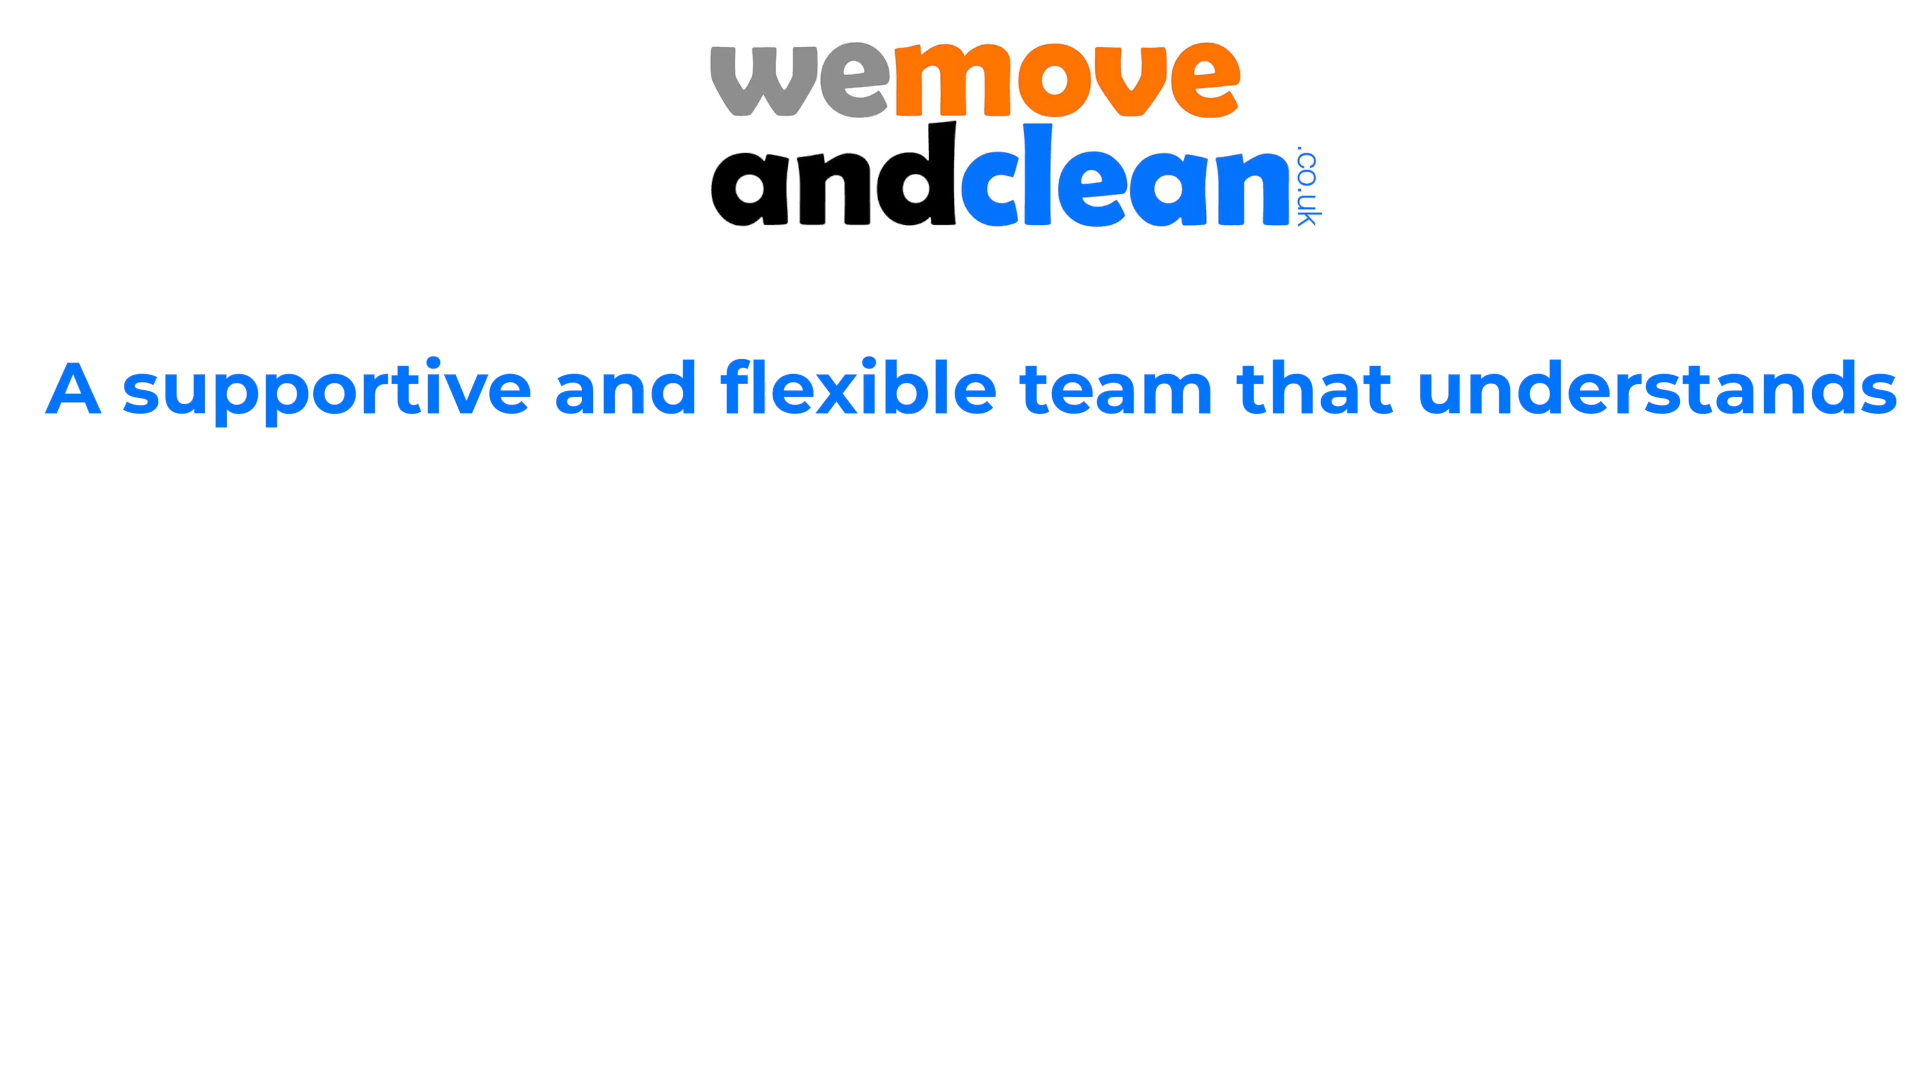 wemove
andclean.co.uk
A supportive and flexible team that understands